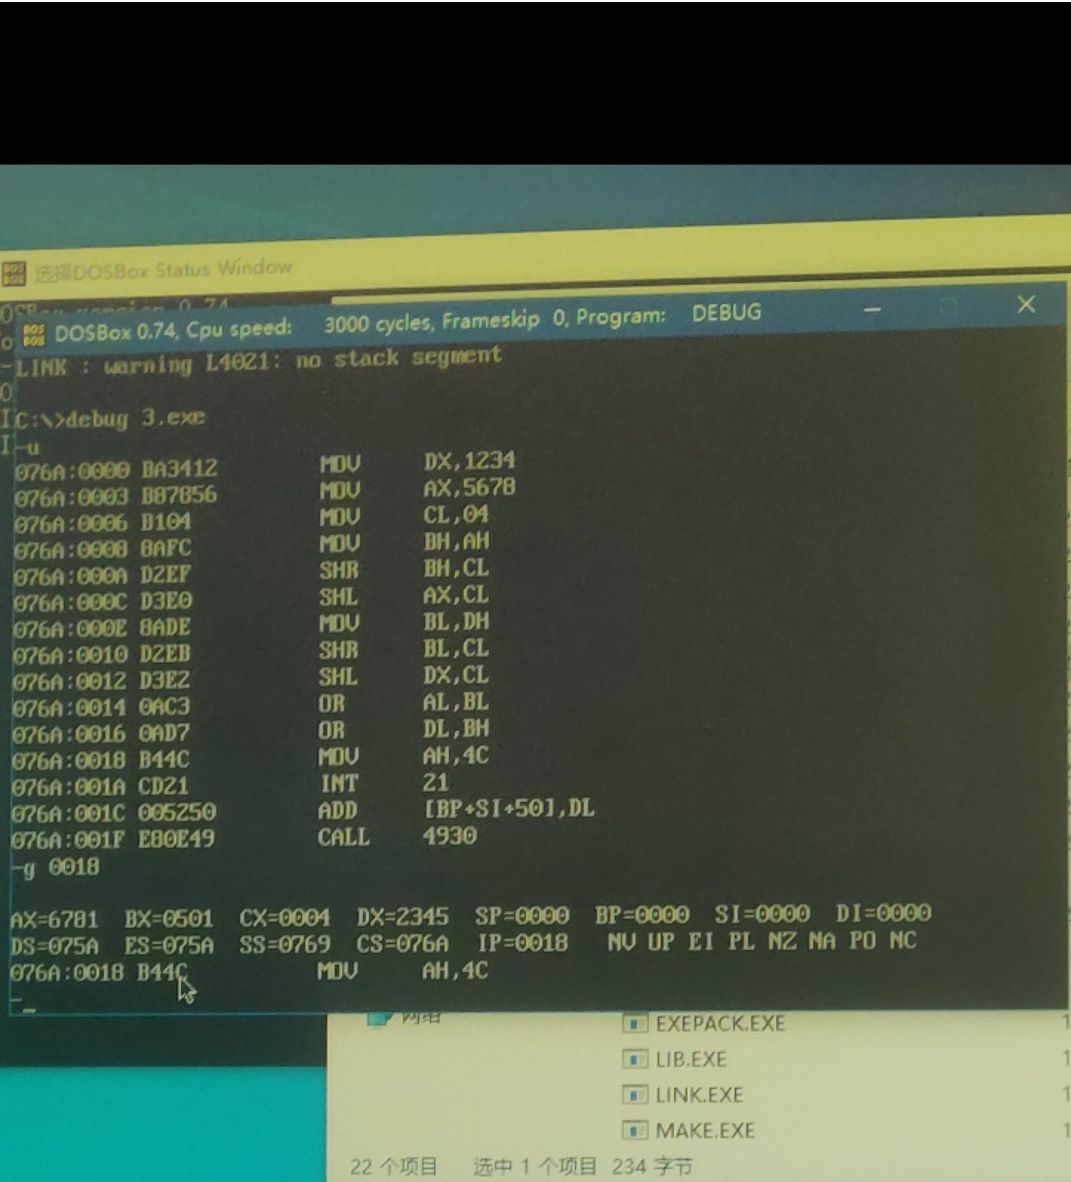 选择DOSBox Status Window
DOSBox 0.74, Cpu speed: 3000 cycles, Frameskip 0, Program: DEBUG
LINK : warning L4021: no stack segment
C:\>debug 3.exe
-u
076A:0000 BA3412 MOV DX,1234
076A:0003 B87856 MOV AX,5678
076A:0006 B104 MOV CL,04
076A:0008 8AFC MOV BH,AH
076A:000A D2EF SHR BH,CL
076A:000C D3E0 SHL AX,CL
076A:000E 8ADE MOV BL,DH
076A:0010 D2EB SHR BL,CL
076A:0012 D3E2 SHL DX,CL
076A:0014 0AC3 OR AL,BL
076A:0016 0AD7 OR DL,BH
076A:0018 B44C MOV AH,4C
076A:001A CD21 INT 21
076A:001C 005250 ADD [BP+SI+50],DL
076A:001F E80E49 CALL 4930
-g 0018
AX=6781 BX=0501 CX=0004 DX=2345 SP=0000 BP=0000 SI=0000 DI=0000
DS=075A ES=075A SS=0769 CS=076A IP=0018 NV UP EI PL NZ NA PO NC
076A:0018 B44C MOV AH,4C
-_
网络
EXEPACK.EXE
LIB.EXE
LINK.EXE
MAKE.EXE
22 个项目 选中 1 个项目 234 字节